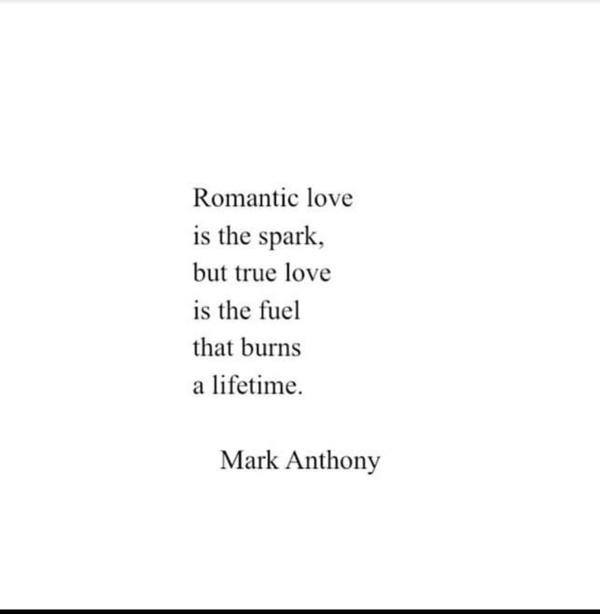 Romantic love
is the spark,
but true love
is the fuel
that burns
a lifetime.
Mark Anthony